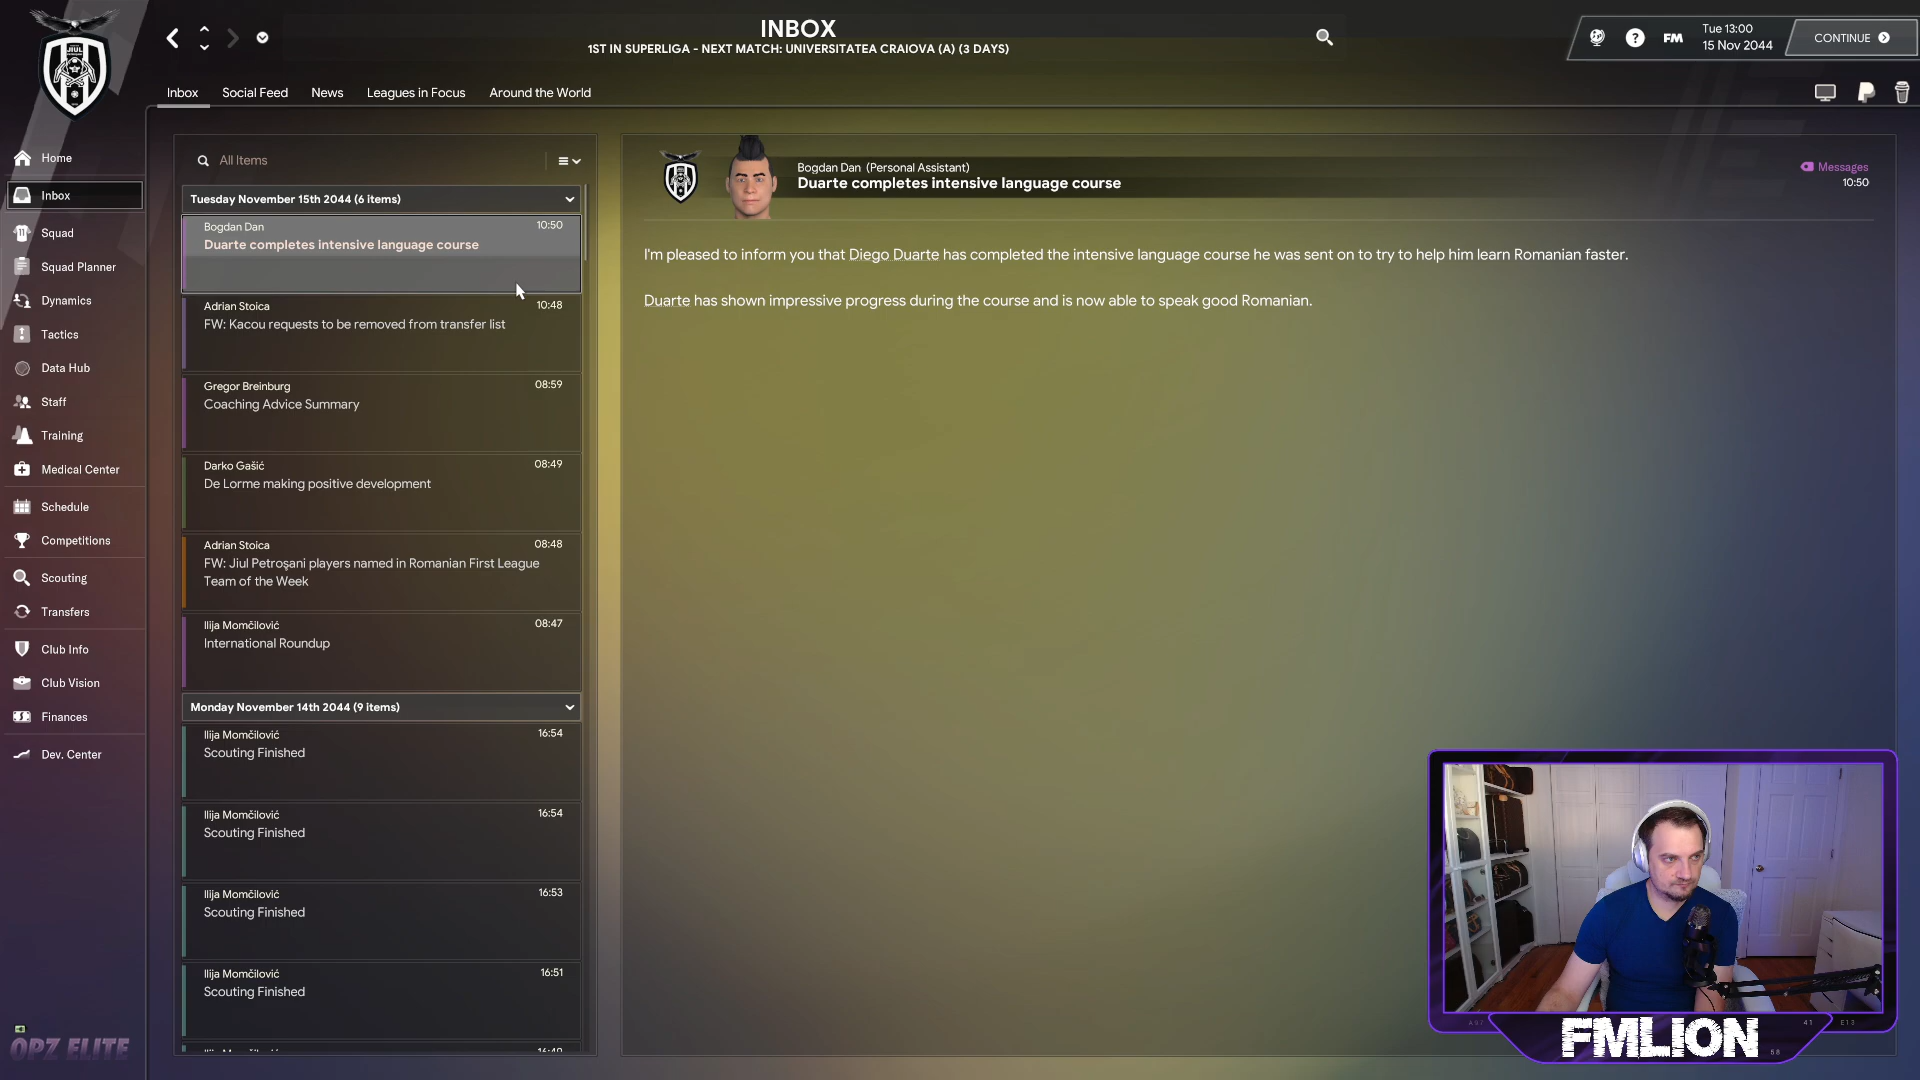 INBOX
1ST IN SUPERLIGA - NEXT MATCH: UNIVERSITATEA CRAIOVA (A) (3 DAYS)
FM
Tue 13:00
15 Nov 2044
CONTINUE
JIUL
Inbox
Social Feed
News
Leagues in Focus
Around the World
Home
Inbox
Squad
Squad Planner
Dynamics
Tactics
Data Hub
Staff
Training
Medical Center
Schedule
Competitions
Scouting
Transfers
Club Info
Club Vision
Finances
Dev. Center
OPZ ELITE
All Items
Tuesday November 15th 2044 (6 items)
Bogdan Dan 10:50
Duarte completes intensive language course
Adrian Stoica 10:48
FW: Kacou requests to be removed from transfer list
Gregor Breinburg 08:59
Coaching Advice Summary
Darko Gašić 08:49
De Lorme making positive development
Adrian Stoica 08:48
FW: Jiul Petroşani players named in Romanian First League
Team of the Week
Ilija Momčilović 08:47
International Roundup
Monday November 14th 2044 (9 items)
Ilija Momčilović 16:54
Scouting Finished
Ilija Momčilović 16:54
Scouting Finished
Ilija Momčilović 16:53
Scouting Finished
Ilija Momčilović 16:51
Scouting Finished
Bogdan Dan (Personal Assistant)
Duarte completes intensive language course
Messages
10:50
I'm pleased to inform you that Diego Duarte has completed the intensive language course he was sent on to try to help him learn Romanian faster.
Duarte has shown impressive progress during the course and is now able to speak good Romanian.
FMLION
41
E13
58